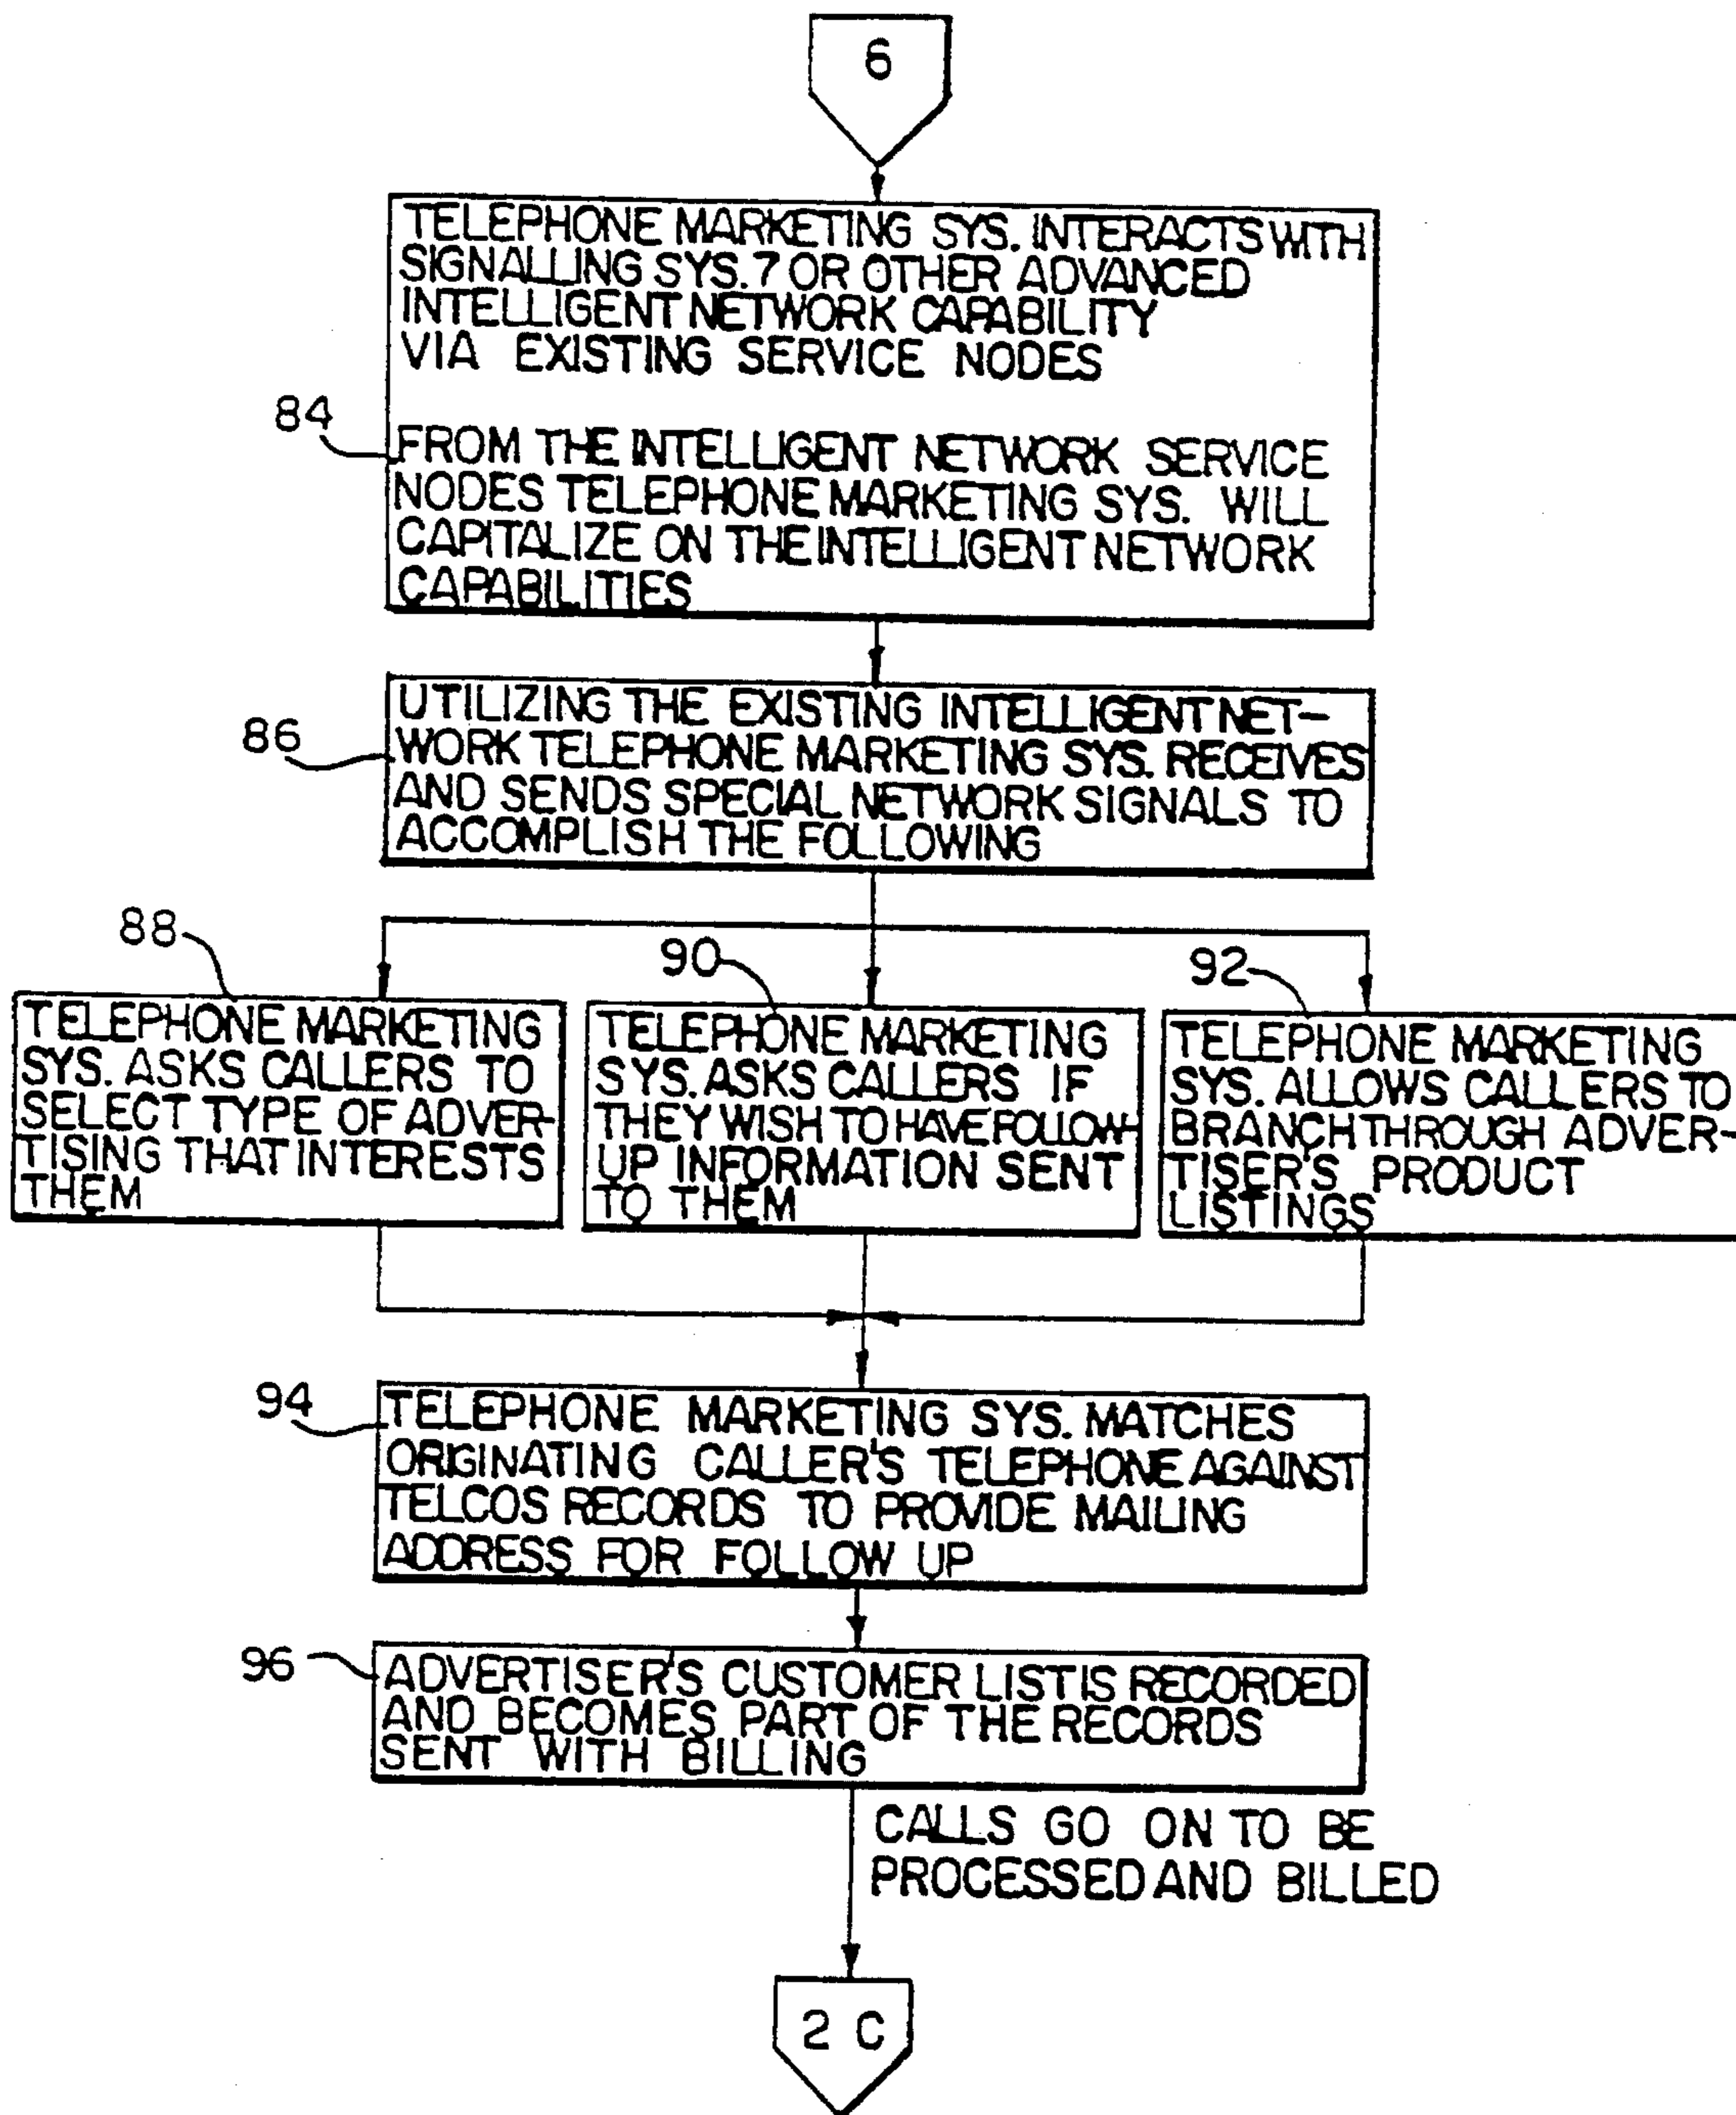 6
TELEPHONE MARKETING SYS. INTERACTS WITH
SIGNALLING SYS. 7 OR OTHER ADVANCED
INTELLIGENT NETWORK CAPABILITY
VIA EXISTING SERVICE NODES
84
FROM THE INTELLIGENT NETWORK SERVICE
NODES TELEPHONE MARKETING SYS. WILL
CAPITALIZE ON THE INTELLIGENT NETWORK
CAPABILITIES
86
UTILIZING THE EXISTING INTELLIGENT NET-
WORK TELEPHONE MARKETING SYS. RECEIVES
AND SENDS SPECIAL NETWORK SIGNALS TO
ACCOMPLISH THE FOLLOWING
88
TELEPHONE MARKETING
SYS. ASKS CALLERS TO
SELECT TYPE OF ADVER-
TISING THAT INTERESTS
THEM
90
TELEPHONE MARKETING
SYS. ASKS CALLERS IF
THEY WISH TO HAVE FOLLOW-
UP INFORMATION SENT
TO THEM
92
TELEPHONE MARKETING
SYS. ALLOWS CALLERS TO
BRANCH THROUGH ADVER-
TISER'S PRODUCT
LISTINGS
94
TELEPHONE MARKETING SYS. MATCHES
ORIGINATING CALLER'S TELEPHONE AGAINST
TELCOS RECORDS TO PROVIDE MAILING
ADDRESS FOR FOLLOW UP
96
ADVERTISER'S CUSTOMER LIST IS RECORDED
AND BECOMES PART OF THE RECORDS
SENT WITH BILLING
CALLS GO ON TO BE
PROCESSED AND BILLED
2 C